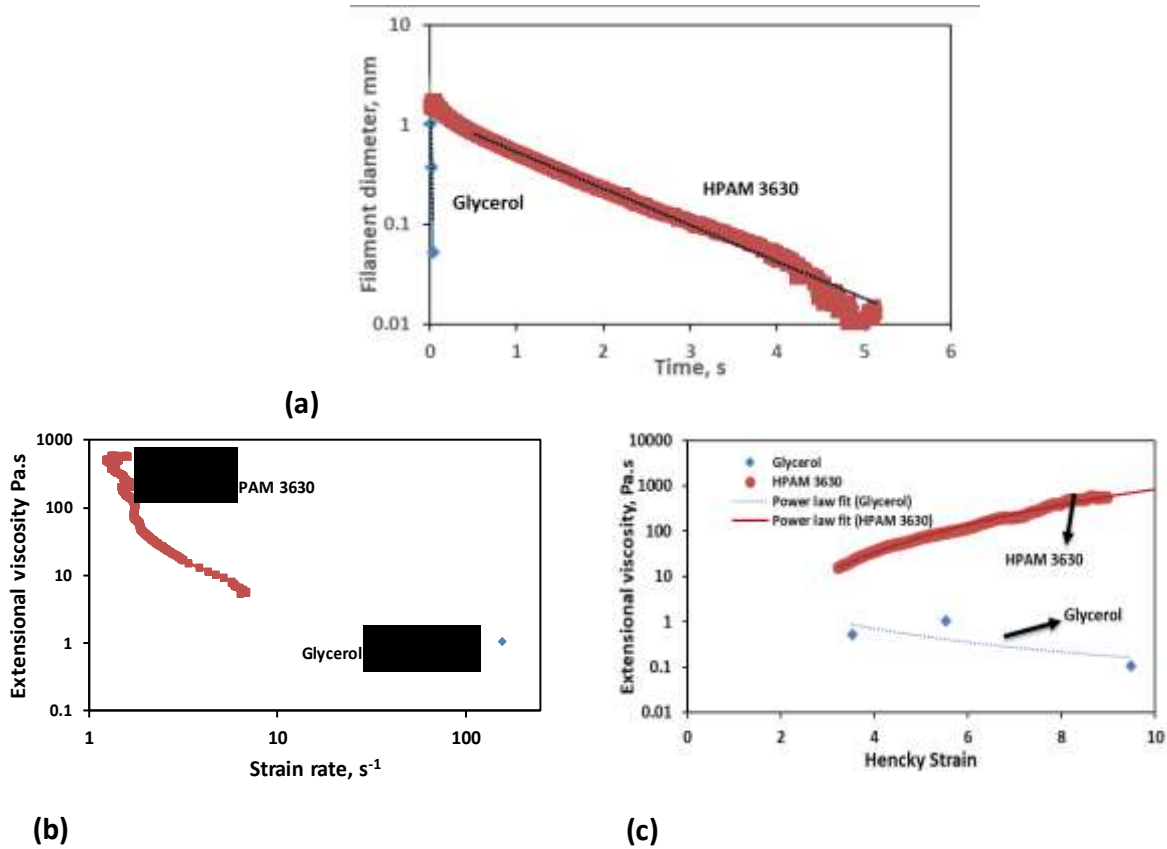 10
1
0.1
0.01
Filament diameter, mm
Glycerol
HPAM 3630
0 1 2 3 4 5 6
Time, s
(a)
1000
100
10
1
0.1
Extensional viscosity Pa.s
PAM 3630
Glycerol
1 10 100
Strain rate, s-1
(b)
10000
1000
100
10
1
0.1
0.01
Extensional viscosity, Pa.s
Glycerol
HPAM 3630
Power law fit (Glycerol)
Power law fit (HPAM 3630)
HPAM 3630
Glycerol
0 2 4 6 8 10
Hencky Strain
(c)